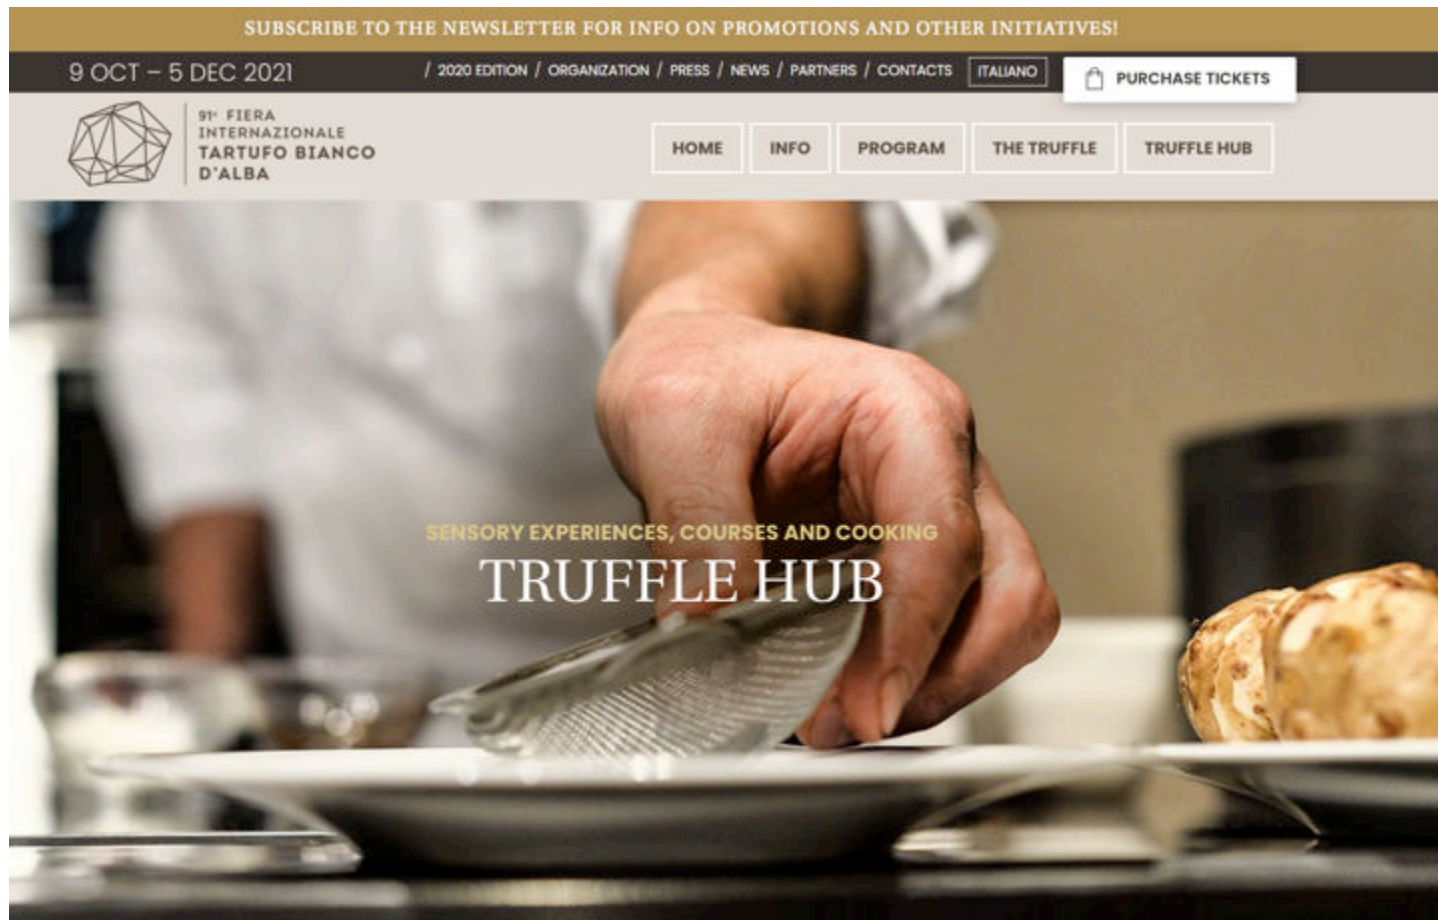 SUBSCRIBE TO THE NEWSLETTER FOR INFO ON PROMOTIONS AND OTHER INITIATIVES!
9 OCT – 5 DEC 2021
/ 2020 EDITION / ORGANIZATION / PRESS / NEWS / PARTNERS / CONTACTS
ITALIANO
PURCHASE TICKETS
91ª FIERA
INTERNAZIONALE
TARTUFO BIANCO
D'ALBA
HOME
INFO
PROGRAM
THE TRUFFLE
TRUFFLE HUB
SENSORY EXPERIENCES, COURSES AND COOKING
TRUFFLE HUB